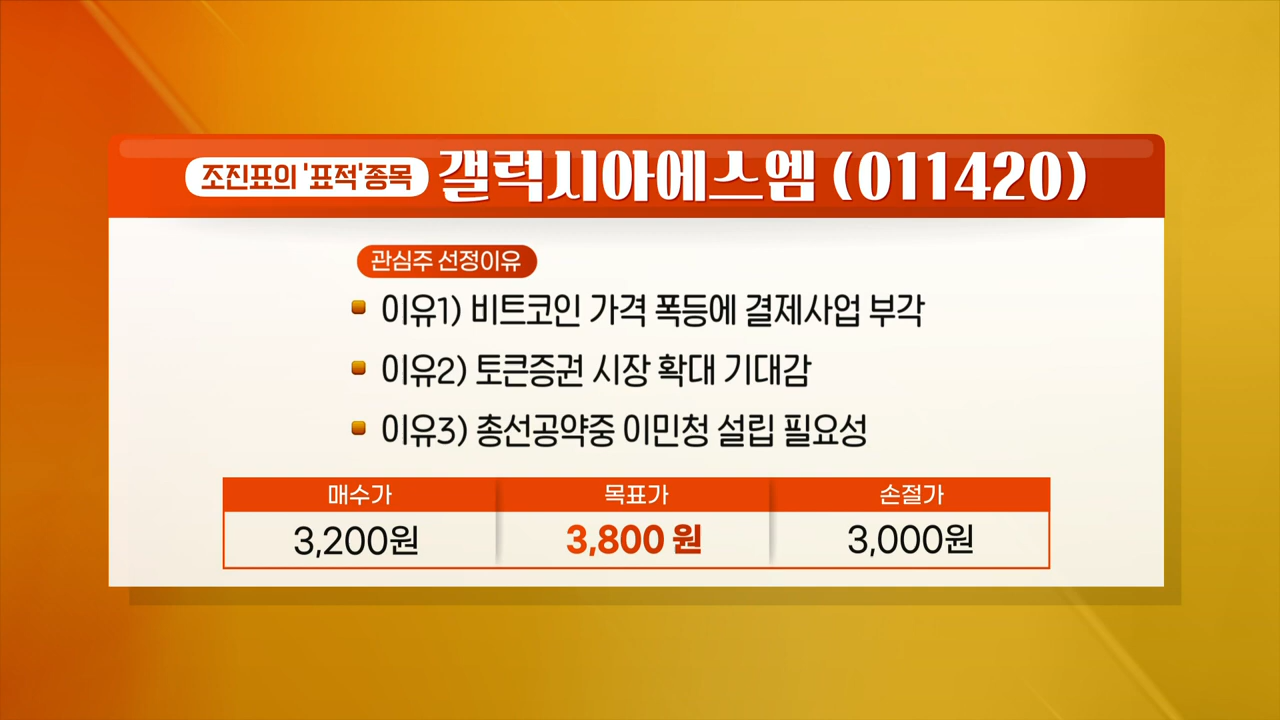 조진표의 '표적'종목 갤럭시아에스엠 (011420)
관심주 선정이유
이유1) 비트코인 가격 폭등에 결제사업 부각
이유2) 토큰증권 시장 확대 기대감
이유3) 총선공약중 이민청 설립 필요성
매수가 목표가 손절가
3,200원 3,800 원 3,000원